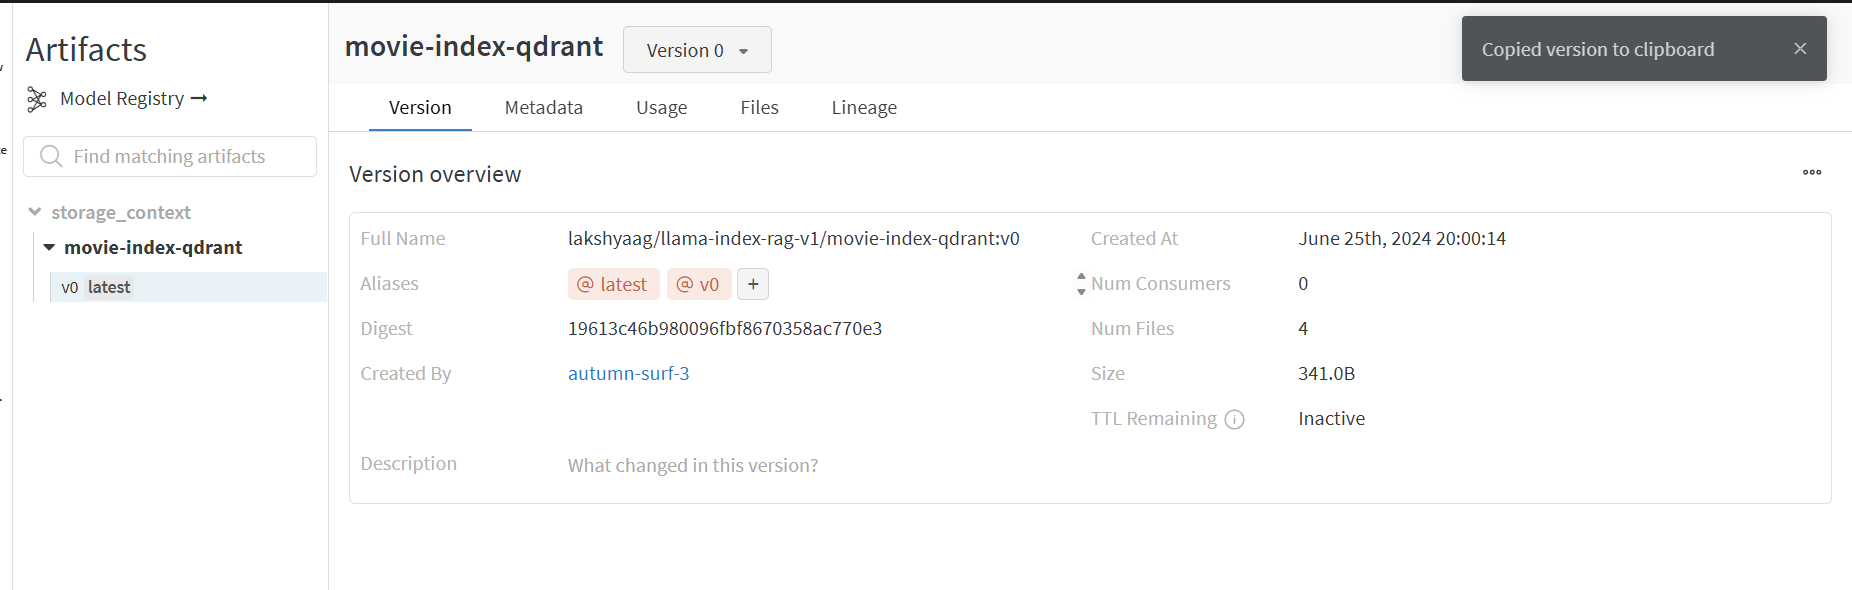 Artifacts
Model Registry →
Find matching artifacts
storage_context
movie-index-qdrant
v0 latest
movie-index-qdrant
Version 0
Copied version to clipboard
Version
Metadata
Usage
Files
Lineage
Version overview
Full Name
lakshyaag/llama-index-rag-v1/movie-index-qdrant:v0
Created At
June 25th, 2024 20:00:14
Aliases
@ latest
@ v0
+
Num Consumers
0
Digest
19613c46b980096fbf8670358ac770e3
Num Files
4
Created By
autumn-surf-3
Size
341.0B
TTL Remaining
Inactive
Description
What changed in this version?